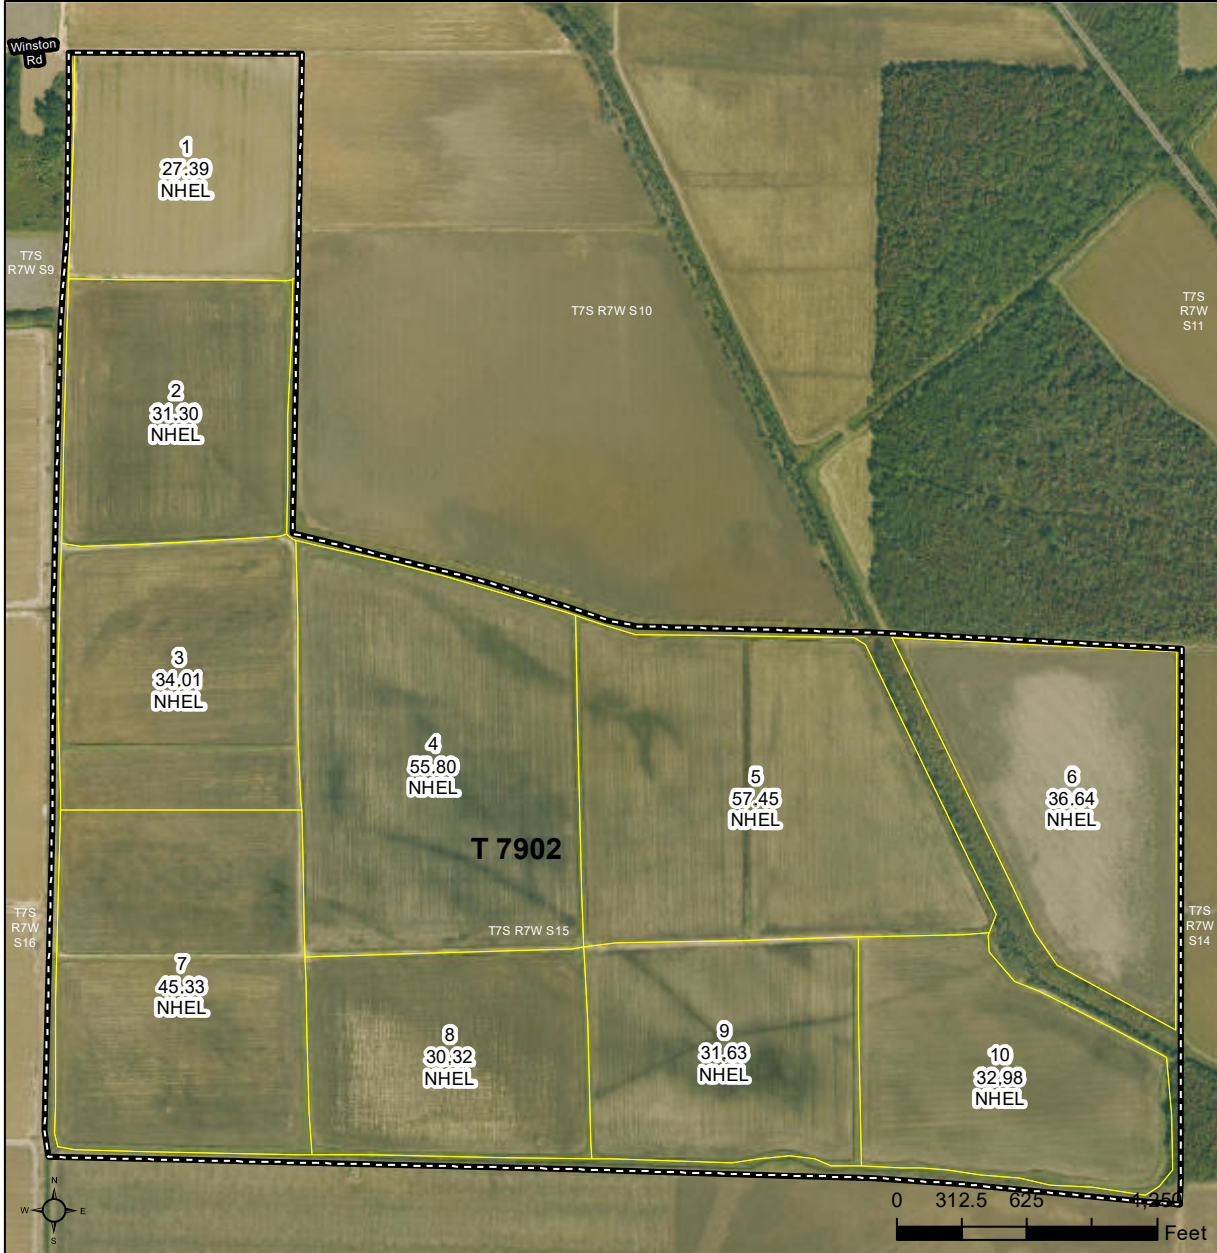 Winston
Rd
1
27.39
NHEL
T7S
R7W S9
T7S R7W S10
T7S
R7W
S11
2
31.30
NHEL
3
34.01
NHEL
4
55.80
NHEL
5
57.45
NHEL
6
36.64
NHEL
T 7902
T7S
R7W
S16
T7S R7W S15
T7S
R7W
S14
7
45.33
NHEL
8
30.32
NHEL
9
31.63
NHEL
10
32.98
NHEL
N
W E
S
0 312.5 625 1,250
Feet